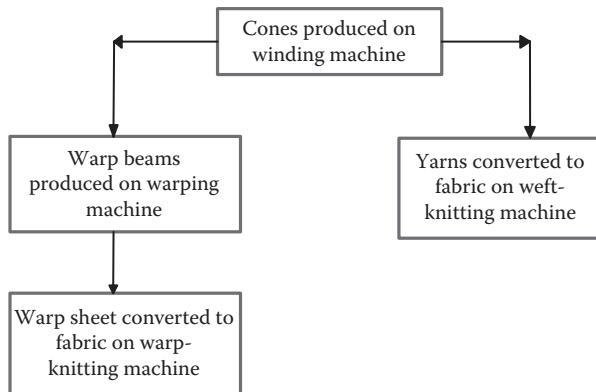 Cones produced on
winding machine
Warp beams
produced on warping
machine
Yarns converted to
fabric on weft-
knitting machine
Warp sheet converted to
fabric on warp-
knitting machine